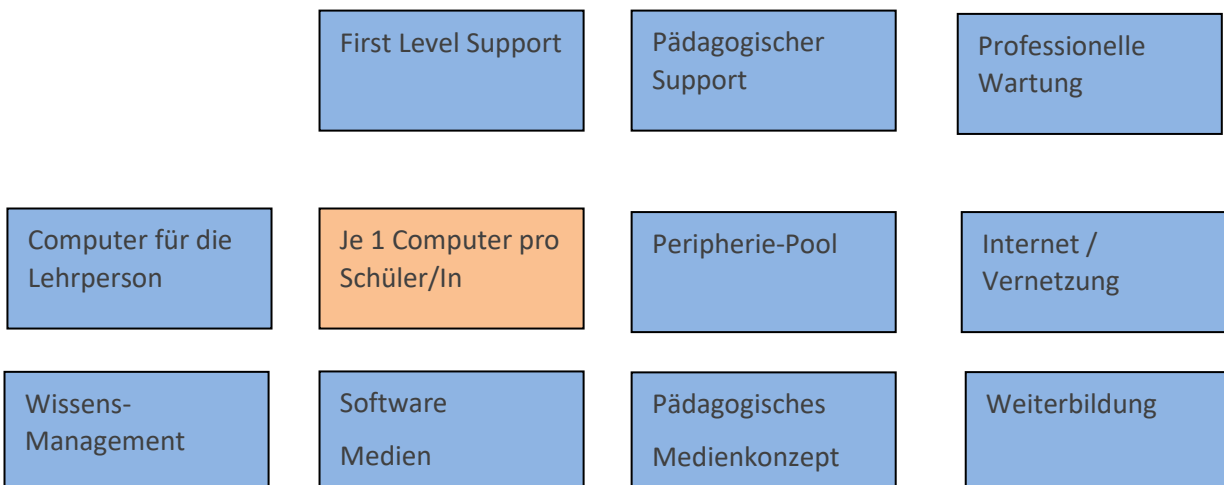 First Level Support
Pädagogischer
Support
Professionelle
Wartung
Computer für die
Lehrperson
Je 1 Computer pro
Schüler/In
Peripherie-Pool
Internet /
Vernetzung
Wissens-
Management
Software
Medien
Pädagogisches
Medienkonzept
Weiterbildung